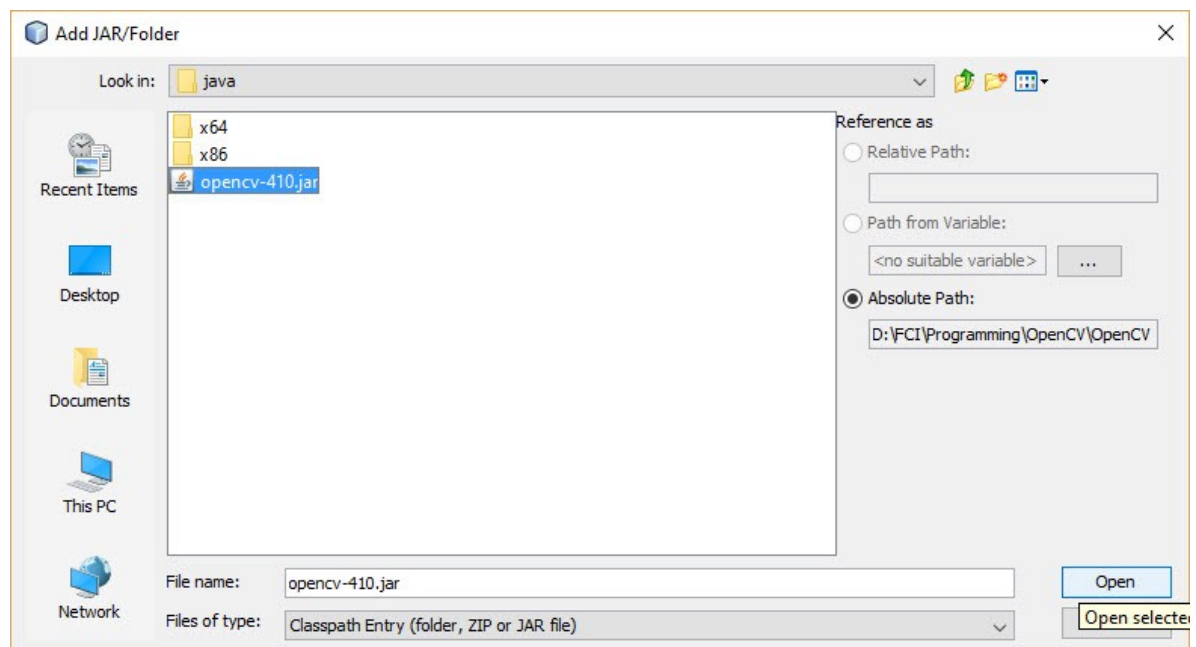 Add JAR/Folder
Look in:
java
x64
x86
opencv-410.jar
Recent Items
Desktop
Documents
This PC
Network
Reference as
Relative Path:
Path from Variable:
<no suitable variable>
...
Absolute Path:
D:\FCI\Programming\OpenCV\OpenCV
File name:
opencv-410.jar
Open
Files of type:
Classpath Entry (folder, ZIP or JAR file)
Open selecte